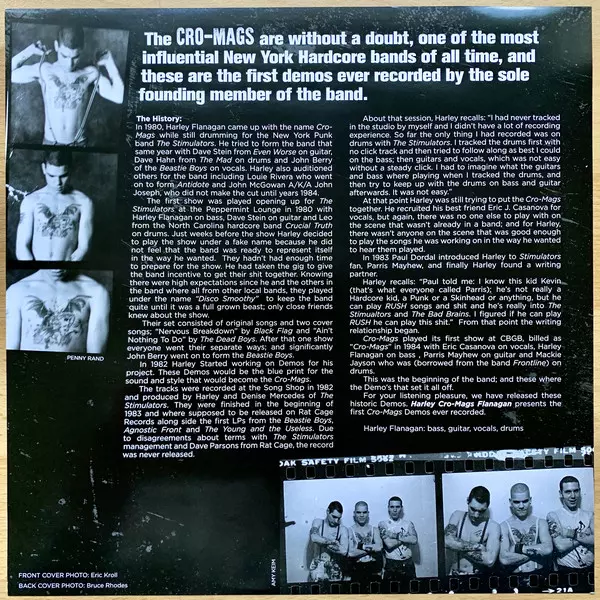 The CRO-MAGS are without a doubt, one of the most
influential New York Hardcore bands of all time, and
these are the first demos ever recorded by the sole
founding member of the band.
The History:
In 1980, Harley Flanagan came up with the name Cro-
Mags while still drumming for the New York Punk
band The Stimulators. He tried to form the band that
same year with Dave Stein from Even Worse on guitar,
Dave Hahn from The Mad on drums and John Berry
of the Beastie Boys on vocals. Harley also auditioned
others for the band including Louie Rivera who went
on to form Antidote and John McGowan A/K/A John
Joseph, who did not make the cut until years 1984.
The first show was played opening up for The
Stimulators at the Peppermint Lounge in 1980 with
Harley Flanagan on bass, Dave Stein on guitar and Leo
from the North Carolina hardcore band Crucial Truth
on drums. Just weeks before the show Harley decided
to play the show under a fake name because he did
not feel that the band was ready to represent itself
in the way he wanted. They hadn't had enough time
to prepare for the show. He had taken the gig to give
the band incentive to get their shit together. Knowing
there were high expectations since he and the others in
the band where all from other local bands, they played
under the name "Disco Smoothy" to keep the band
quite until it was a full grown beast; only close friends
knew about the show.
Their set consisted of original songs and two cover
songs; "Nervous Breakdown" by Black Flag and "Ain't
Nothing To Do" by The Dead Boys. After that one show
everyone went their separate ways; and significantly
John Berry went on to form the Beastie Boys.
In 1982 Harley Started working on Demos for his
project. These Demos would be the blue print for the
sound and style that would become the Cro-Mags.
The tracks were recorded at the Song Shop in 1982
and produced by Harley and Denise Mercedes of The
Stimulators. They were finished in the beginning of
1983 and where supposed to be released on Rat Cage
Records along side the first LPs from the Beastie Boys,
Agnostic Front and The Young and the Useless. Due
to disagreements about terms with The Stimulators
management and Dave Parsons from Rat Cage, the record
was never released.
About that session, Harley recalls: "I had never tracked
in the studio by myself and I didn't have a lot of recording
experience. So far the only thing I had recorded was on
drums with The Stimulators. I tracked the drums first with
no click track and then tried to follow along as best I could
on the bass; then guitars and vocals, which was not easy
without a steady click. I had to imagine what the guitars
and bass where playing when I tracked the drums, and
then try to keep up with the drums on bass and guitar
afterwards. It was not easy."
At that point Harley was still trying to put the Cro-Mags
together. He recruited his best friend Eric J. Casanova for
vocals, but again, there was no one else to play with on
the scene that wasn't already in a band; and for Harley,
there wasn't anyone on the scene that was good enough
to play the songs he was working on in the way he wanted
to hear them played.
In 1983 Paul Dordal introduced Harley to Stimulators
fan, Parris Mayhew, and finally Harley found a writing
partner.
Harley recalls: "Paul told me: I know this kid Kevin,
(that's what everyone called Parris); he's not really a
Hardcore kid, a Punk or a Skinhead or anything, but he
can play RUSH songs and shit and he's really into The
Stimualtors and The Bad Brains. I figured if he can play
RUSH he can play this shit." From that point the writing
relationship began.
Cro-Mags played its first show at CBGB, billed as
"Cro-Mags" in 1984 with Eric Casanova on vocals, Harley
Flanagan on bass , Parris Mayhew on guitar and Mackie
Jayson who was (borrowed from the band Frontline) on
drums.
This was the beginning of the band; and these where
the Demo's that set it all off.
For your listening pleasure, we have released these
historic Demos. Harley Cro-Mags Flanagan presents the
first Cro-Mags Demos ever recorded.
Harley Flanagan: bass, guitar, vocals, drums
PENNY RAND
OAK SAFETY FILM 5062
SAFETY FILM 50
AMY KEIM
21A
FRONT COVER PHOTO: Eric Kroll
BACK COVER PHOTO: Bruce Rhodes